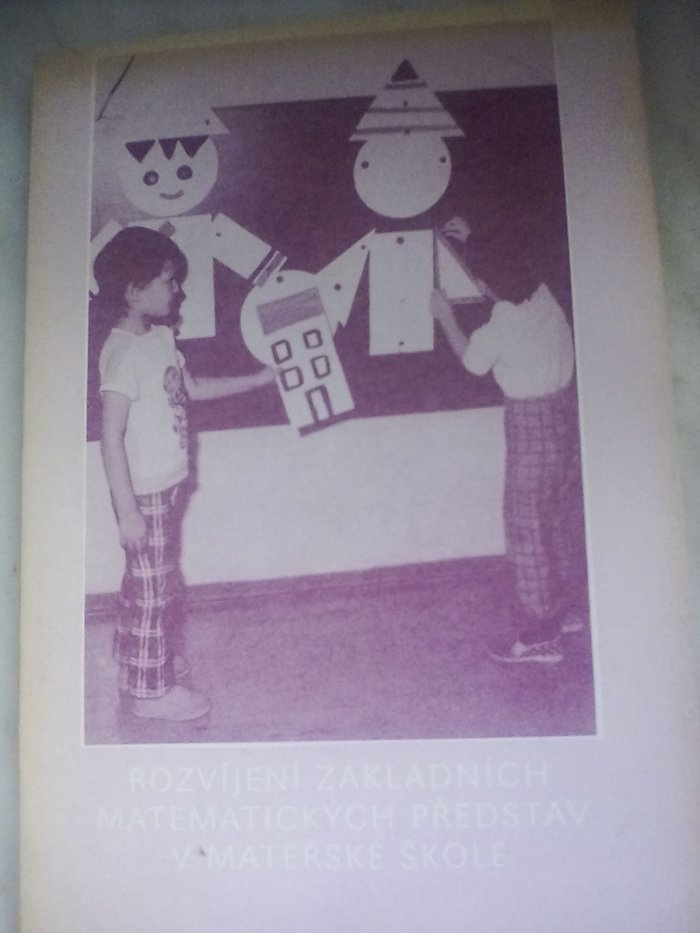 ROZVÍJENÍ ZÁKLADNÍCH
MATEMATICKÝCH PŘEDSTAV
V MATEŘSKÉ ŠKOLE